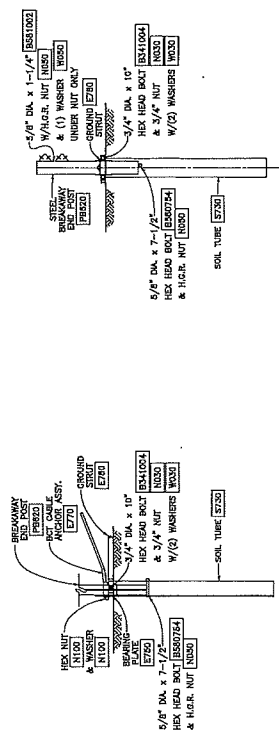 5/8" DIA. x 1-1/4" B581002
W/H.G.R. NUT N050
& (1) WASHER W050
UNDER NUT ONLY
GROUND E780
STRUT
3/4" DIA. x 10" B341004
HEX HEAD BOLT
& 3/4" NUT N030
W/(2) WASHERS W030
STEEL
BREAKAWAY
END POST
PB620
5/8" DIA. x 7-1/2"
HEX HEAD BOLT B580754
& H.G.R. NUT N050
SOIL TUBE S730
BREAKAWAY
END POST
PB620
BCT CABLE
ANCHOR ASSY.
E770
GROUND
STRUT
E780
HEX NUT
N100
& WASHER
N100
3/4" DIA. x 10"
HEX HEAD BOLT B341004
& 3/4" NUT N030
W/(2) WASHERS W030
BEARING
PLATE
E750
5/8" DIA. x 7-1/2"
HEX HEAD BOLT B580754
& H.G.R. NUT N050
SOIL TUBE S730